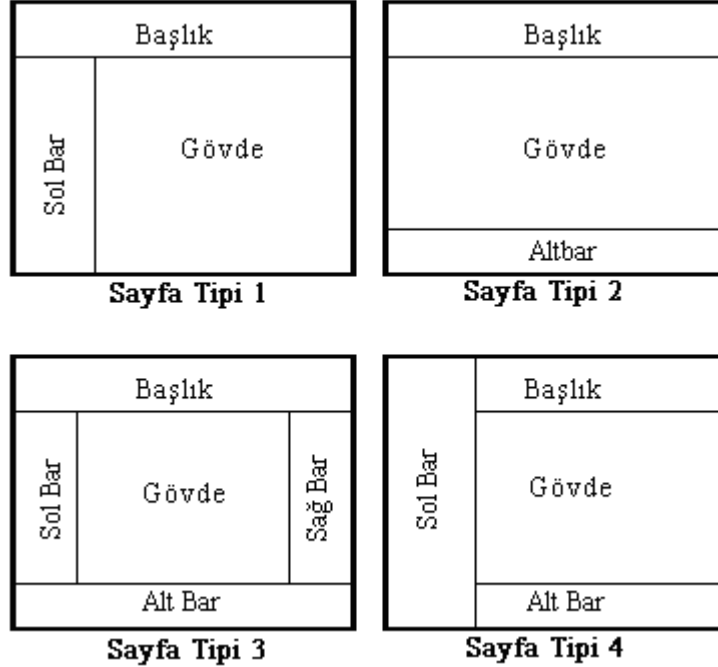 Başlık
Sol Bar
Gövde
Sayfa Tipi 1
Başlık
Gövde
Altbar
Sayfa Tipi 2
Başlık
Sol Bar
Gövde
Sağ Bar
Alt Bar
Sayfa Tipi 3
Sol Bar
Başlık
Gövde
Alt Bar
Sayfa Tipi 4